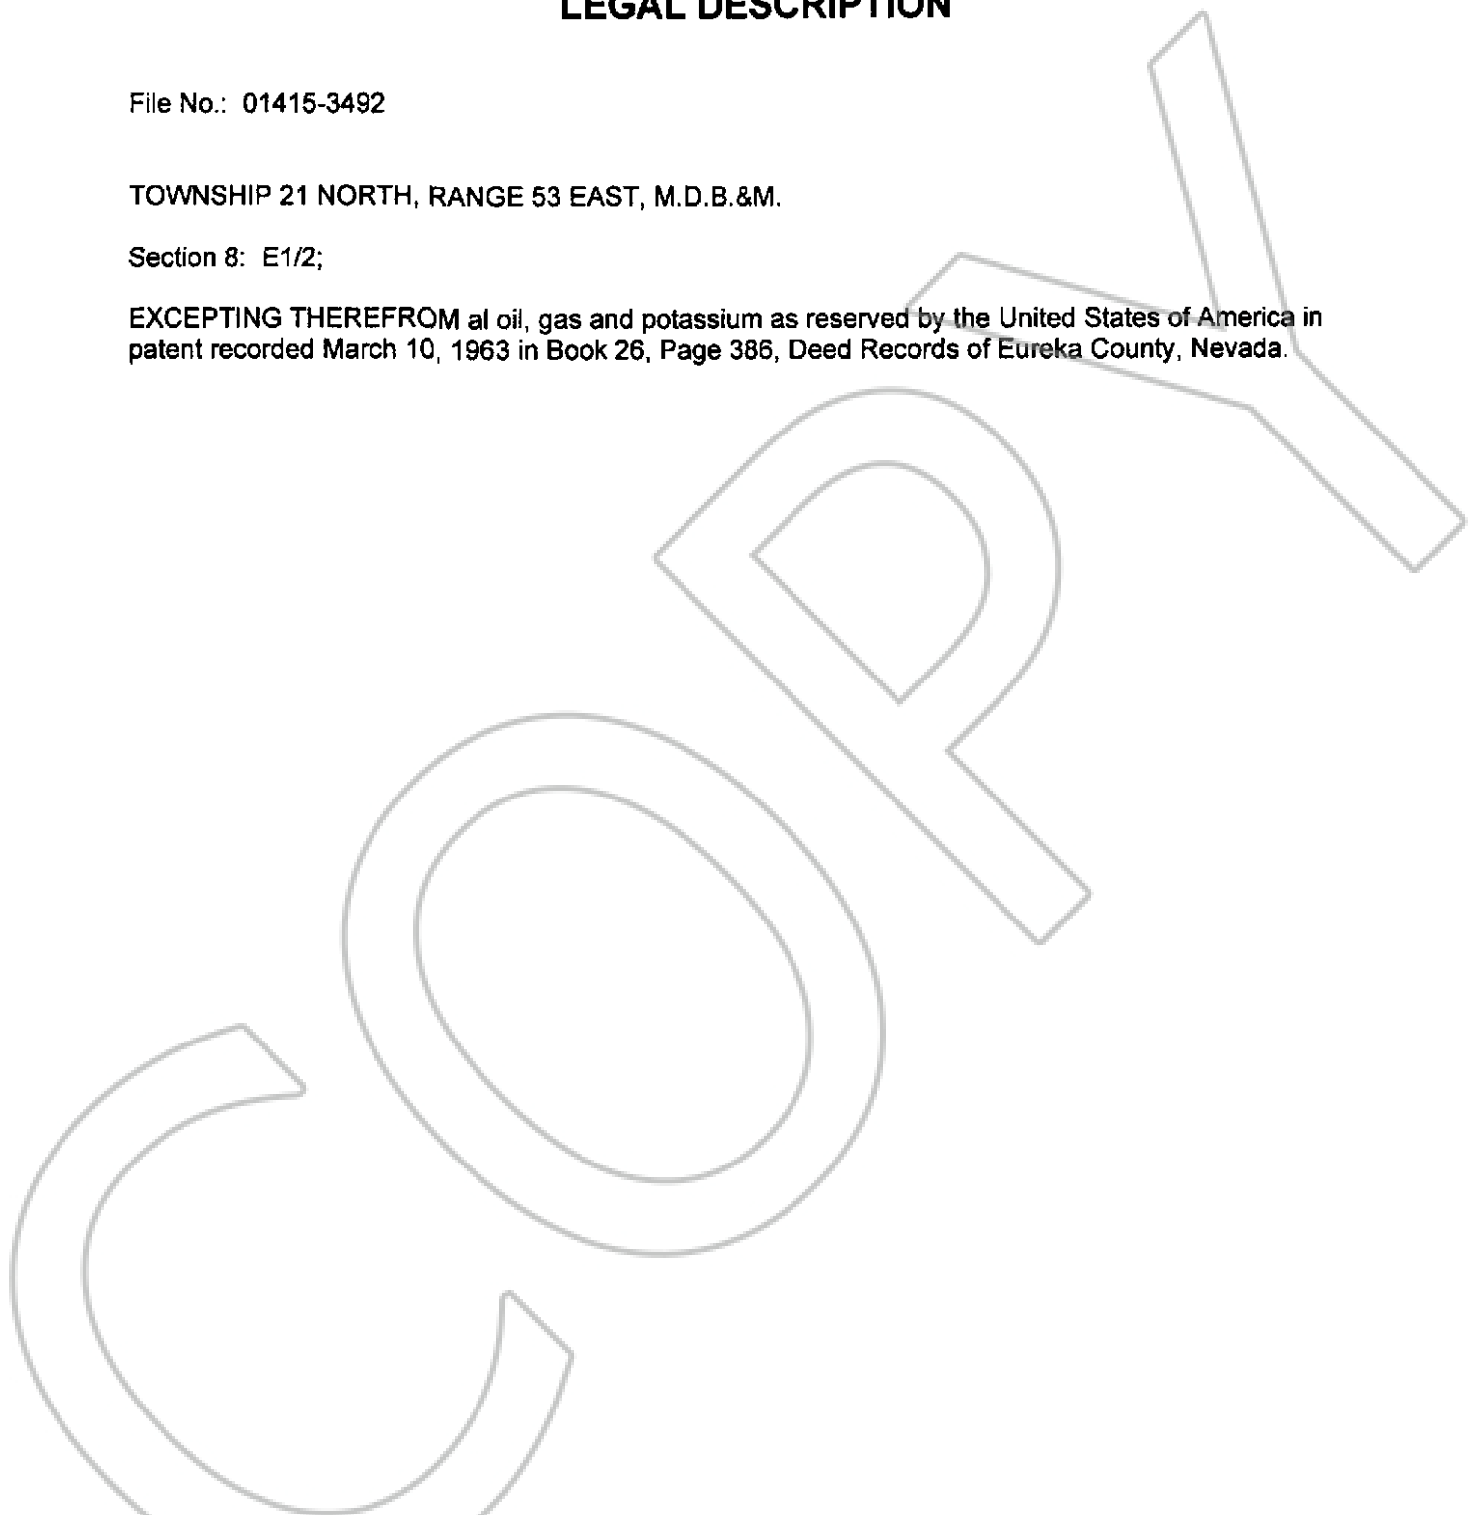 LEGAL DESCRIPTION
File No.: 01415-3492
TOWNSHIP 21 NORTH, RANGE 53 EAST, M.D.B.&M.
Section 8: E1/2;
EXCEPTING THEREFROM al oil, gas and potassium as reserved by the United States of America in
patent recorded March 10, 1963 in Book 26, Page 386, Deed Records of Eureka County, Nevada.
COPY